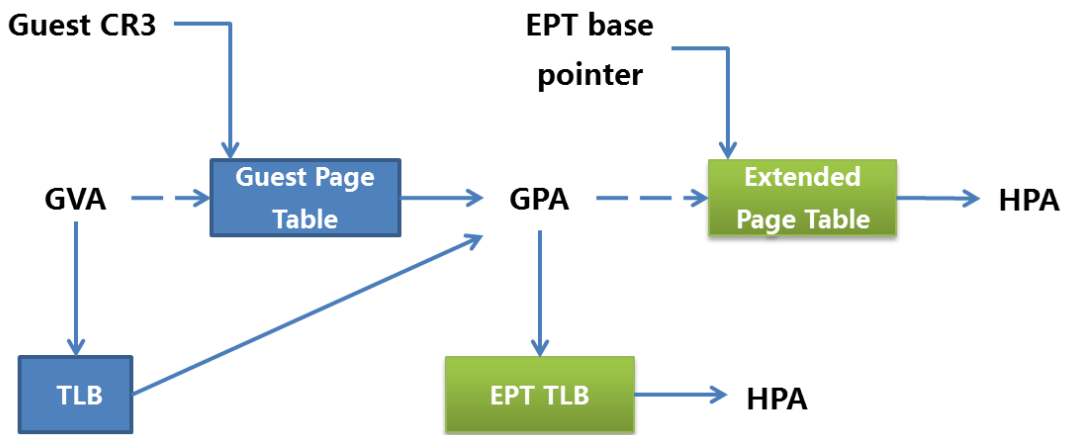 Guest CR3
EPT base
pointer
GVA
Guest Page
Table
GPA
Extended
Page Table
HPA
TLB
EPT TLB
HPA